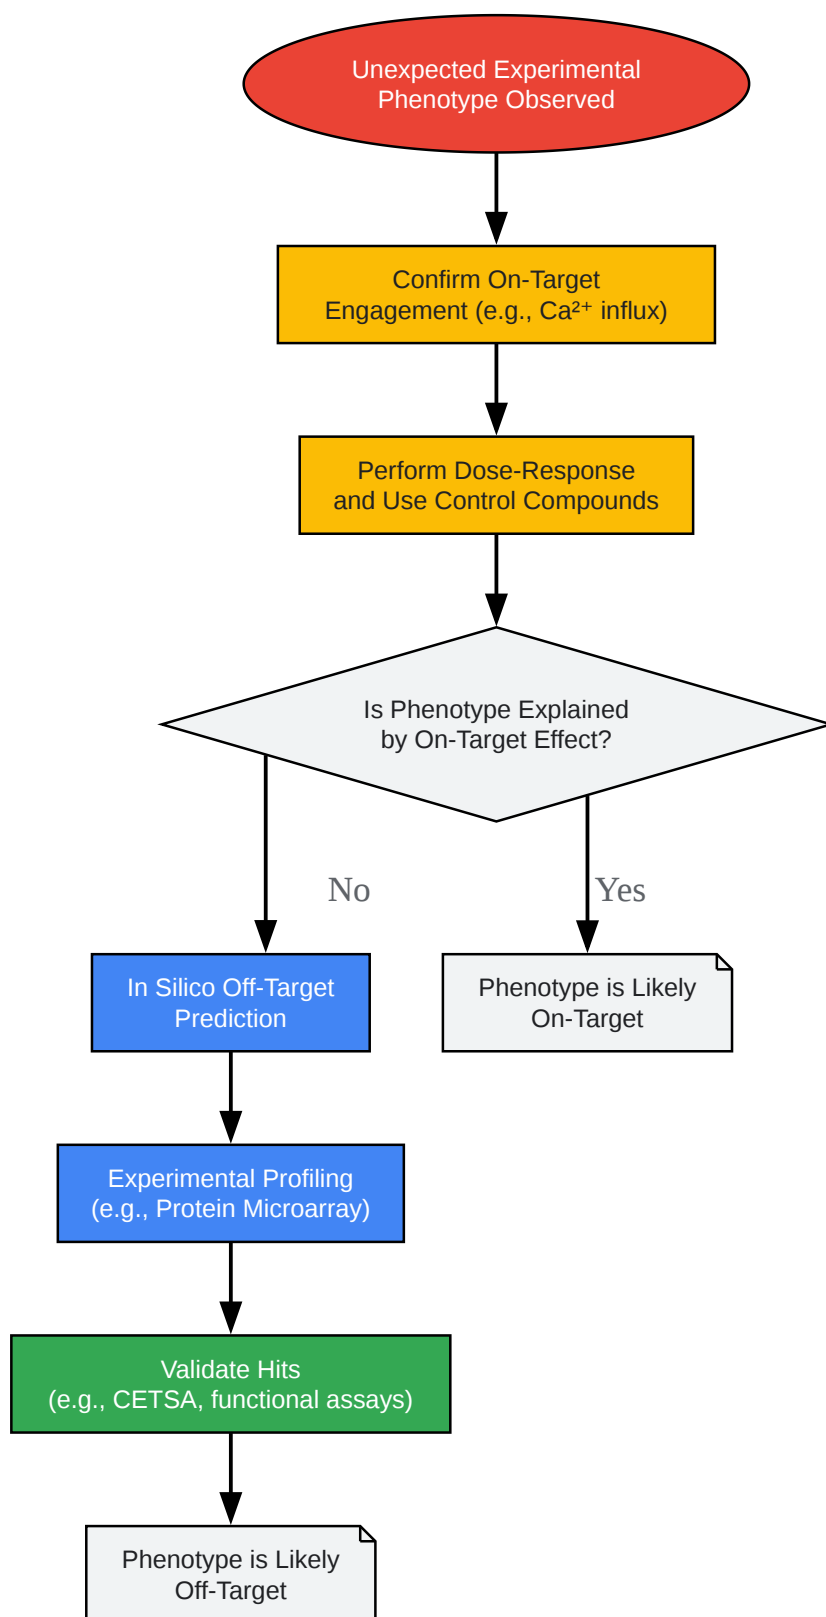 Unexpected Experimental
Phenotype Observed
Confirm On-Target
Engagement (e.g., Ca²⁺ influx)
Perform Dose-Response
and Use Control Compounds
Is Phenotype Explained
by On-Target Effect?
No
Yes
In Silico Off-Target
Prediction
Phenotype is Likely
On-Target
Experimental Profiling
(e.g., Protein Microarray)
Validate Hits
(e.g., CETSA, functional assays)
Phenotype is Likely
Off-Target